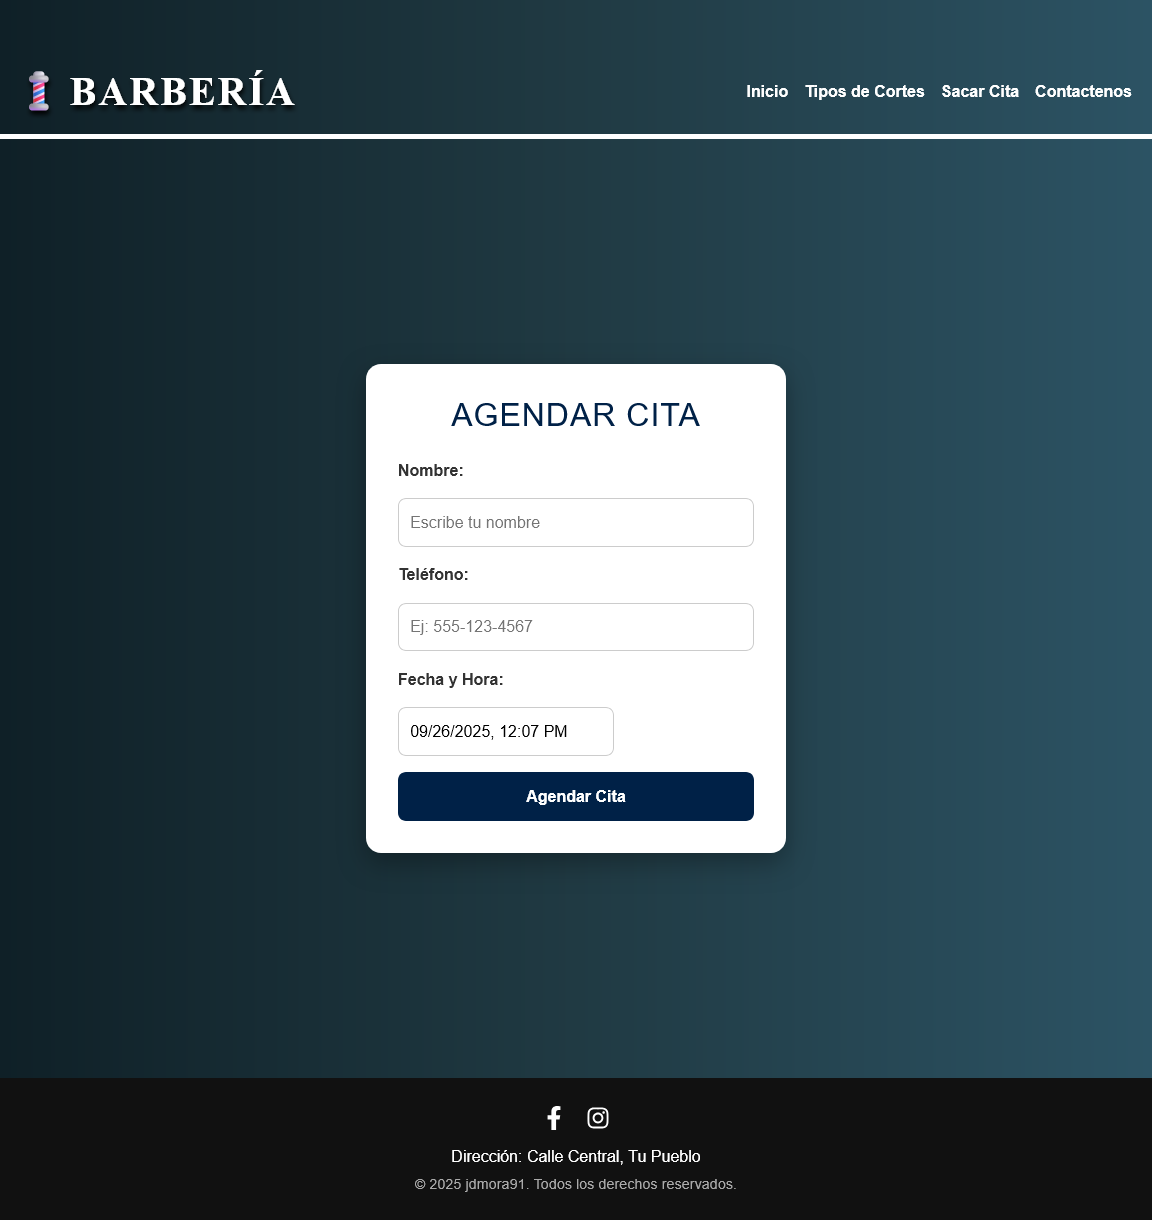 BARBERÍA
Inicio Tipos de Cortes Sacar Cita Contactenos
AGENDAR CITA
Nombre:
Escribe tu nombre
Teléfono:
Ej: 555-123-4567
Fecha y Hora:
09/26/2025, 12:07 PM
Agendar Cita
Dirección: Calle Central, Tu Pueblo
© 2025 jdmora91. Todos los derechos reservados.